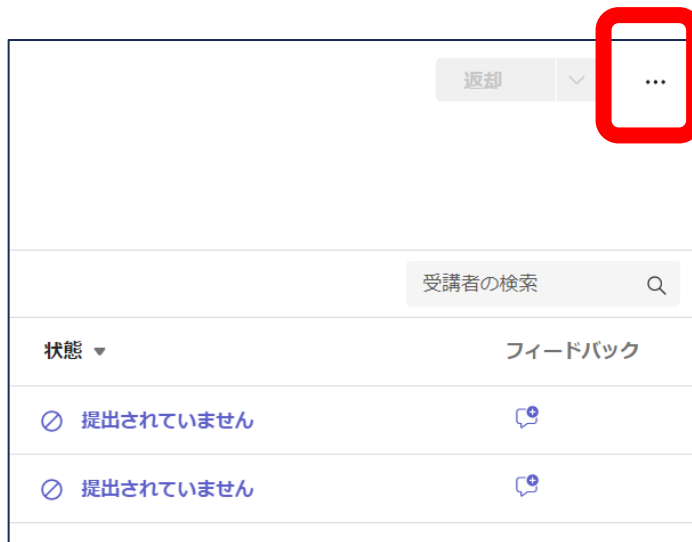 返却
...
受講者の検索
状態
フィードバック
提出されていません
提出されていません